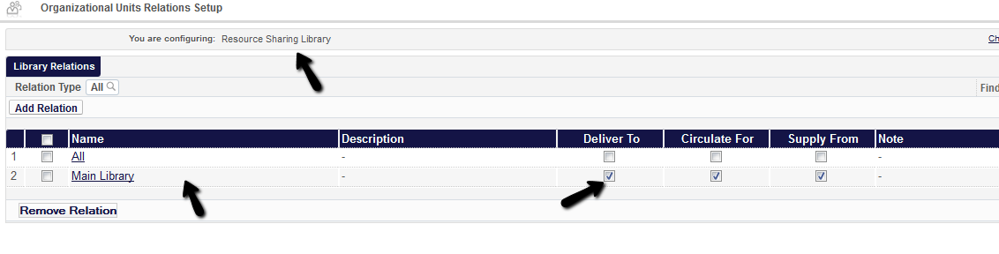 Organizational Units Relations Setup
You are configuring: Resource Sharing Library Ch
Library Relations
Relation Type All Find
Add Relation
Name Description Deliver To Circulate For Supply From Note
1 All - -
2 Main Library - -
Remove Relation